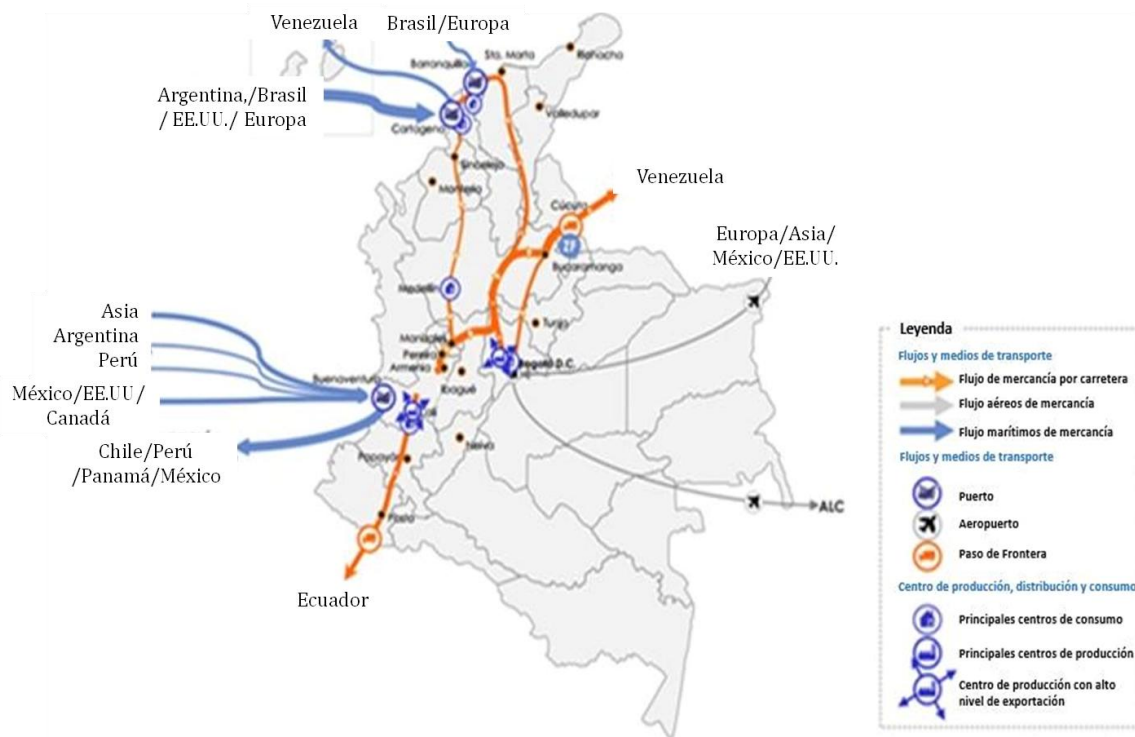 Venezuela
Brasil/Europa
Riohacha
Sta. Marta
Barranquilla
Argentina,/Brasil
/ EE.UU./ Europa
Valledupar
Cartagena
Sincelejo
Montería
Venezuela
Cúcuta
Europa/Asia/
México/EE.UU.
Bucaramanga
Medellín
Asia
Argentina
Perú
Tunja
Manizales
Pereira
Bogotá D.C.
Armenia
Ibagué
Buenaventura
México/EE.UU/
Canadá
Cali
Neiva
Chile/Perú
/Panamá/México
Popayán
ALC
Pasto
Ecuador
Leyenda
Flujos y medios de transporte
Flujo de mercancía por carretera
Flujo aéreos de mercancía
Flujo marítimos de mercancía
Flujos y medios de transporte
Puerto
Aeropuerto
Paso de Frontera
Centro de producción, distribución y consumo
Principales centros de consumo
Principales centros de producción
Centro de producción con alto
nivel de exportación